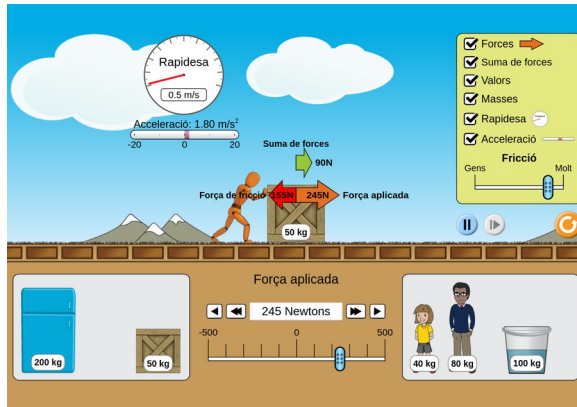 Rapidesa
0.5 m/s
Acceleració: 1.80 m/s²
-20 0 20
Forces
Suma de forces
Valors
Masses
Rapidesa
Acceleració
Fricció
Gens Molt
Suma de forces
90N
Força de fricció 155N 245N Força aplicada
50 kg
Força aplicada
245 Newtons
-500 0 500
200 kg
50 kg
40 kg
80 kg
100 kg